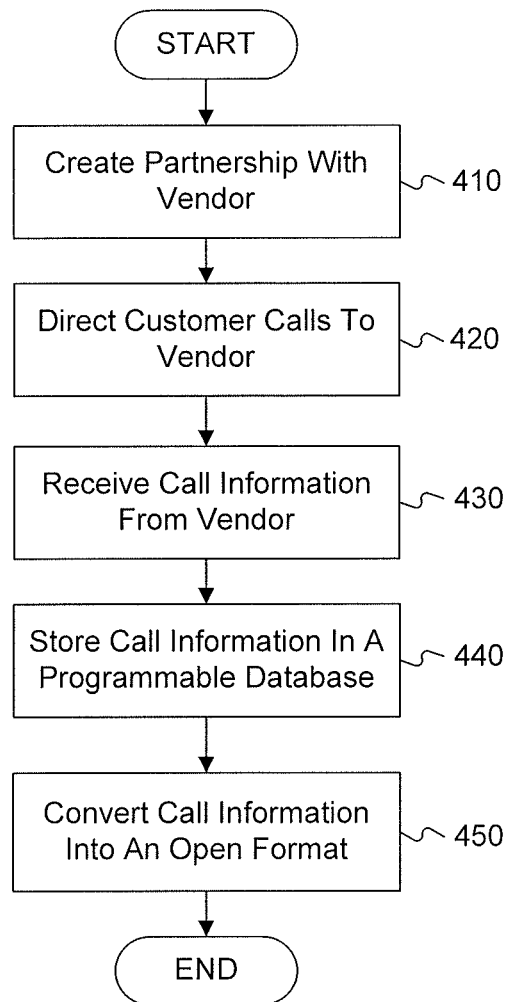 START
Create Partnership With
Vendor
410
Direct Customer Calls To
Vendor
420
Receive Call Information
From Vendor
430
Store Call Information In A
Programmable Database
440
Convert Call Information
Into An Open Format
450
END